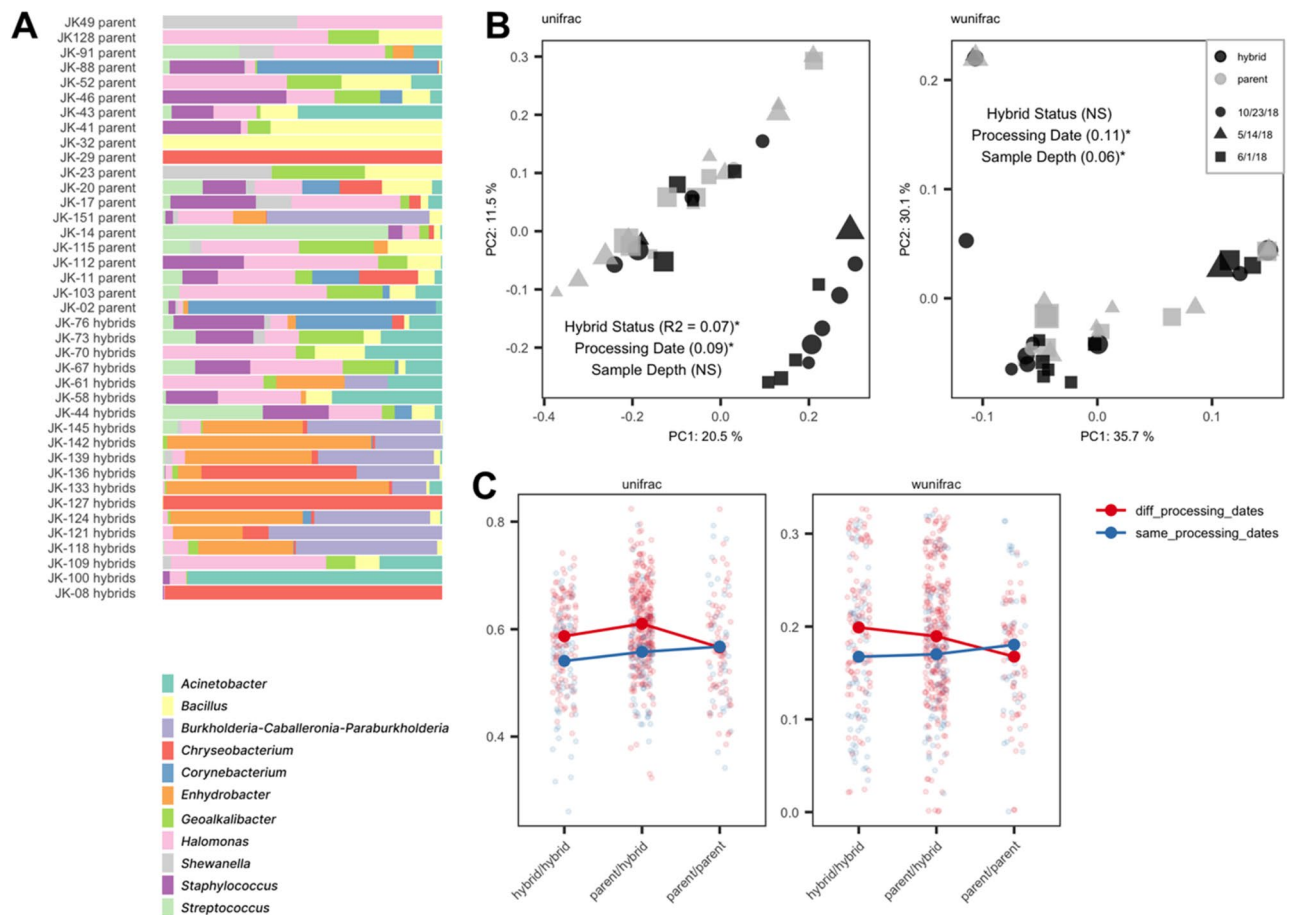 A
JK49 parent
JK128 parent
JK-91 parent
JK-88 parent
JK-52 parent
JK-46 parent
JK-43 parent
JK-41 parent
JK-32 parent
JK-29 parent
JK-23 parent
JK-20 parent
JK-17 parent
JK-151 parent
JK-14 parent
JK-115 parent
JK-112 parent
JK-11 parent
JK-103 parent
JK-02 parent
JK-76 hybrids
JK-73 hybrids
JK-70 hybrids
JK-67 hybrids
JK-61 hybrids
JK-58 hybrids
JK-44 hybrids
JK-145 hybrids
JK-142 hybrids
JK-139 hybrids
JK-136 hybrids
JK-133 hybrids
JK-127 hybrids
JK-124 hybrids
JK-121 hybrids
JK-118 hybrids
JK-109 hybrids
JK-100 hybrids
JK-08 hybrids
Acinetobacter
Bacillus
Burkholderia-Caballeronia-Paraburkholderia
Chryseobacterium
Corynebacterium
Enhydrobacter
Geoalkalibacter
Halomonas
Shewanella
Staphylococcus
Streptococcus
B
unifrac
PC2: 11.5 %
0.3
0.2
0.1
0.0
-0.1
-0.2
Hybrid Status (R2 = 0.07)*
Processing Date (0.09)*
Sample Depth (NS)
-0.4
-0.2
0.0
0.2
PC1: 20.5 %
wunifrac
PC2: 30.1 %
0.2
0.1
0.0
Hybrid Status (NS)
Processing Date (0.11)*
Sample Depth (0.06)*
hybrid
parent
10/23/18
5/14/18
6/1/18
-0.1
0.0
0.1
PC1: 35.7 %
C
unifrac
0.8
0.6
0.4
hybrid/hybrid
parent/hybrid
parent/parent
wunifrac
0.3
0.2
0.1
0.0
hybrid/hybrid
parent/hybrid
parent/parent
diff_processing_dates
same_processing_dates